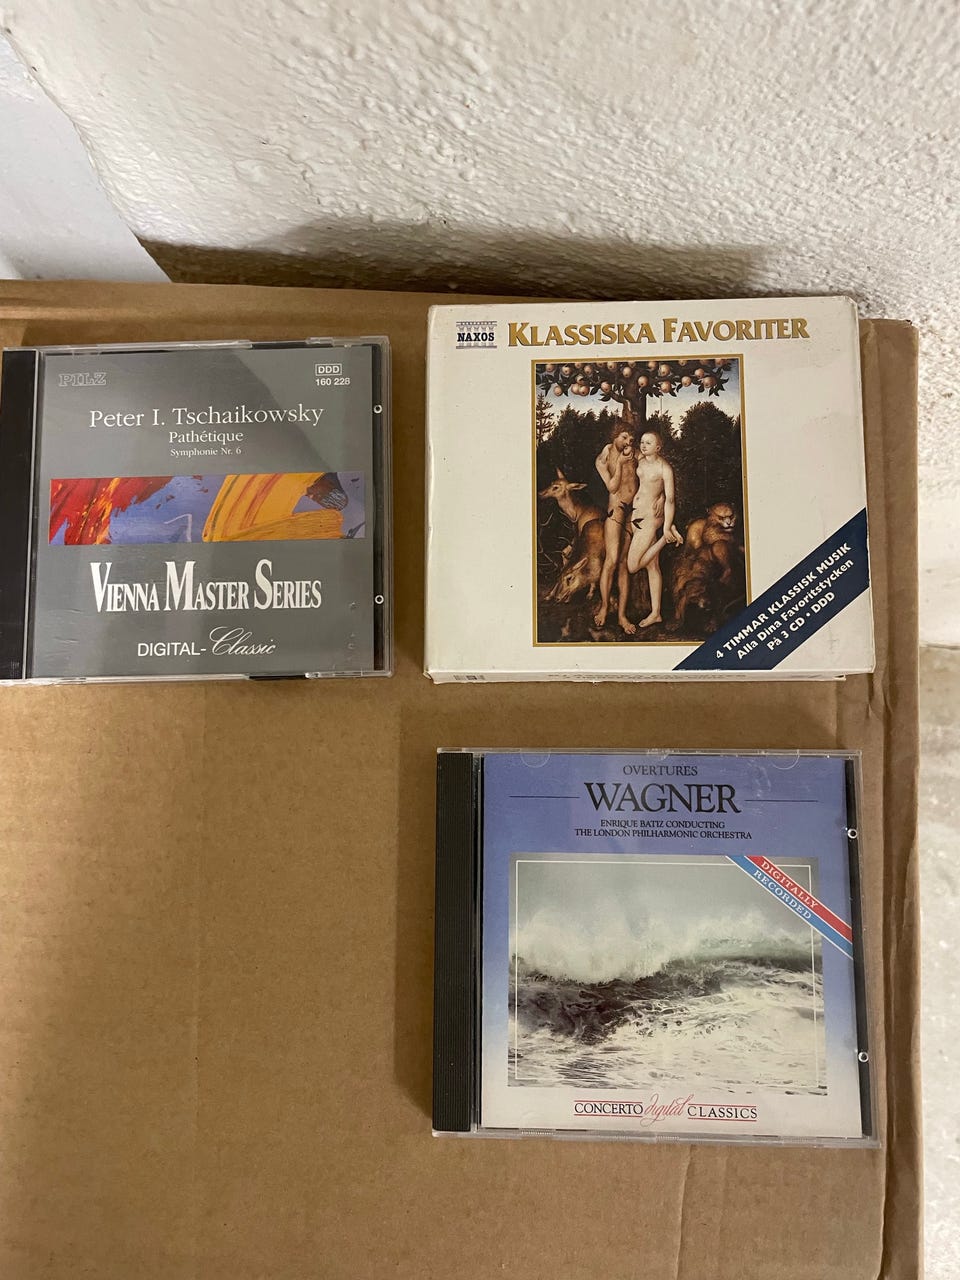 PILZ
DDD
160 228
Peter I. Tschaikowsky
Pathétique
Symphonie Nr. 6
VIENNA MASTER SERIES
DIGITAL-Classic
NAXOS
KLASSISKA FAVORITER
4 TIMMAR KLASSISK MUSIK
Alla Dina Favoritstycken
På 3 CD • DDD
OVERTURES
WAGNER
ENRIQUE BATIZ CONDUCTING
THE LONDON PHILHARMONIC ORCHESTRA
DIGITALLY
RECORDED
CONCERTO digital CLASSICS